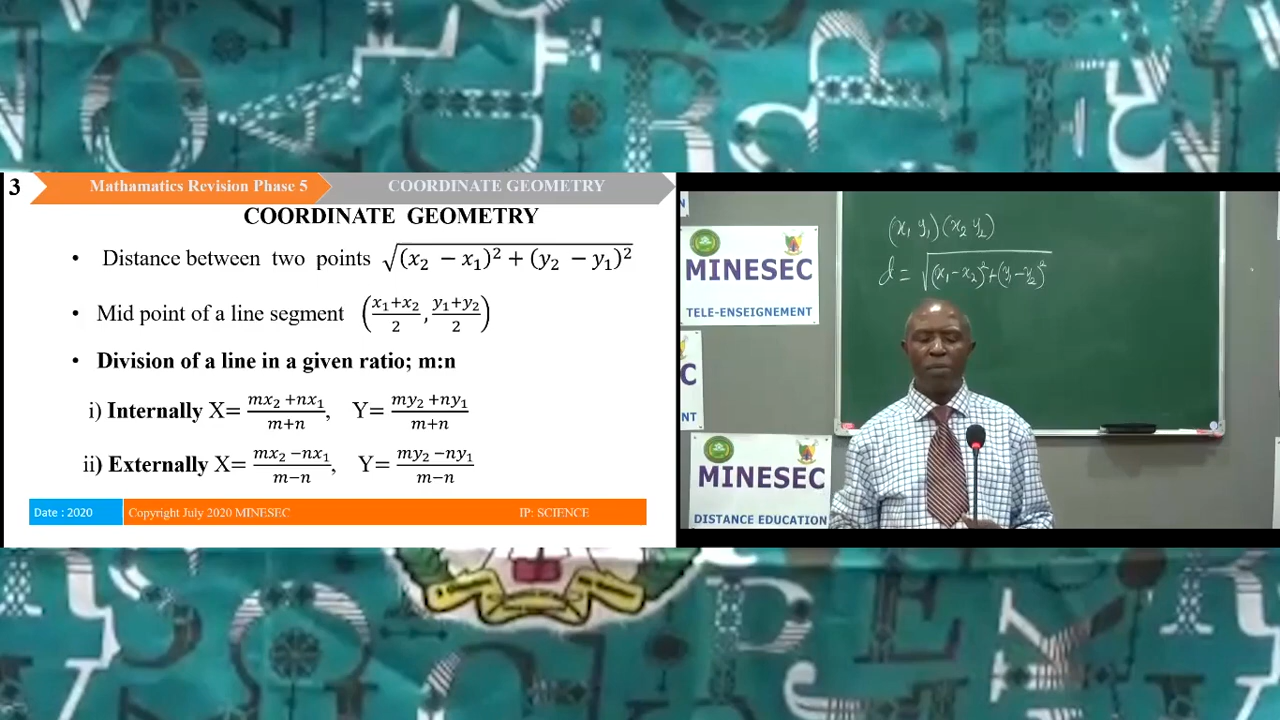 3
Mathamatics Revision Phase 5
COORDINATE GEOMETRY
COORDINATE GEOMETRY
• Distance between two points √(x₂ − x₁)² + (y₂ − y₁)²
• Mid point of a line segment (x₁+x₂/2, y₁+y₂/2)
• Division of a line in a given ratio; m:n
i) Internally X= mx₂ +nx₁/m+n, Y= my₂ +ny₁/m+n
ii) Externally X= mx₂ −nx₁/m−n, Y= my₂ −ny₁/m−n
Date : 2020
Copyright July 2020 MINESEC
IP: SCIENCE
(x₁ y₁) (x₂ y₂)
d = √(x₁ − x₂)² + (y₁ − y₂)²
N
MINESEC
TELE-ENSEIGNEMENT
C
NT
MINESEC
DISTANCE EDUCATION